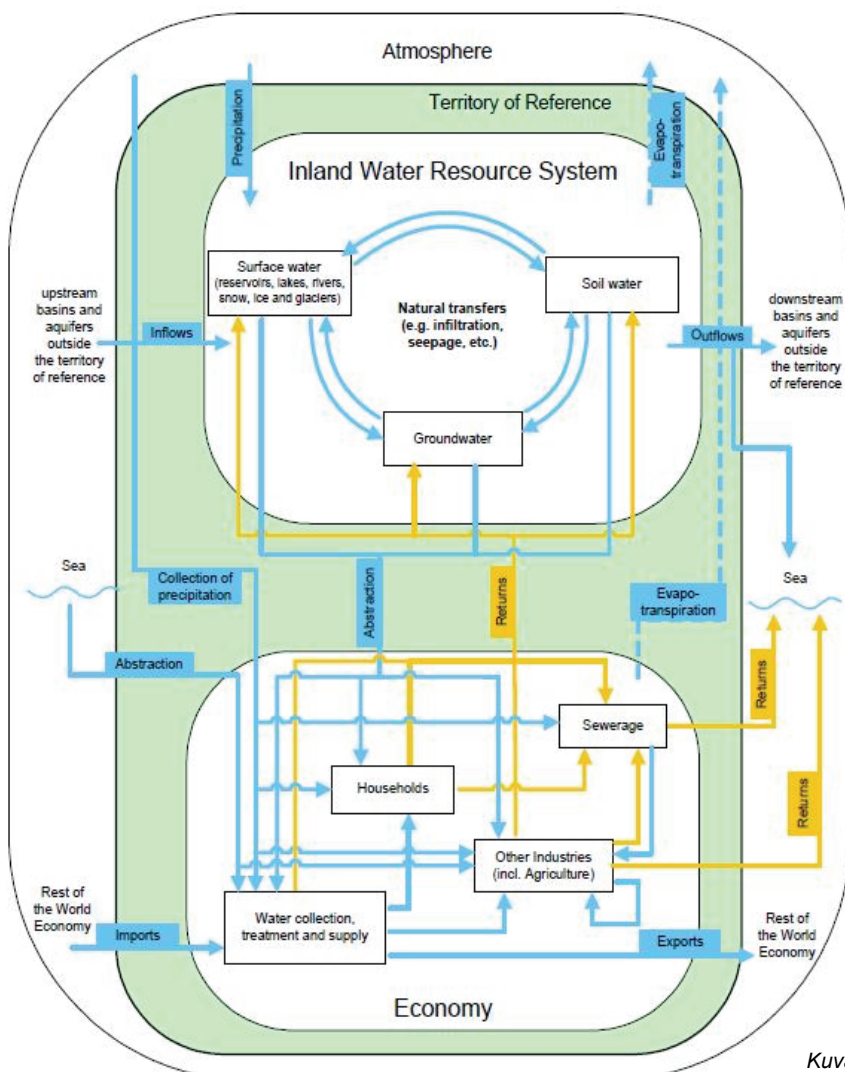 Atmosphere
Territory of Reference
Precipitation
Evapo-
transpiration
Inland Water Resource System
Surface water
(reservoirs, lakes, rivers,
snow, ice and glaciers)
Soil water
Natural transfers
(e.g. infiltration,
seepage, etc.)
upstream
basins and
aquifers
outside
the territory
of reference
Inflows
Outflows
downstream
basins and
aquifers
outside
the territory
of reference
Groundwater
Sea
Collection of
precipitation
Abstraction
Returns
Evapo-
transpiration
Sea
Abstraction
Sewerage
Returns
Households
Returns
Other Industries
(incl. Agriculture)
Rest of
the World
Economy
Imports
Water collection,
treatment and supply
Exports
Rest of
the World
Economy
Economy